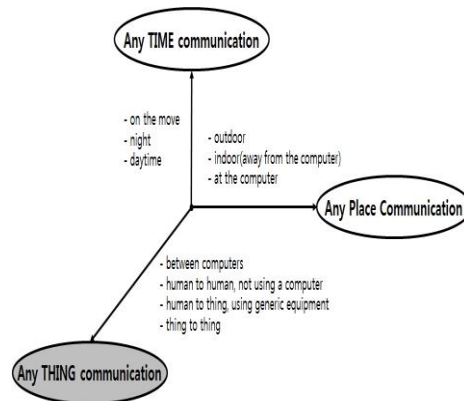 Any TIME communication
- on the move
- night
- daytime
- outdoor
- indoor(away from the computer)
- at the computer
Any Place Communication
- between computers
- human to human, not using a computer
- human to thing, using generic equipment
- thing to thing
Any THING communication